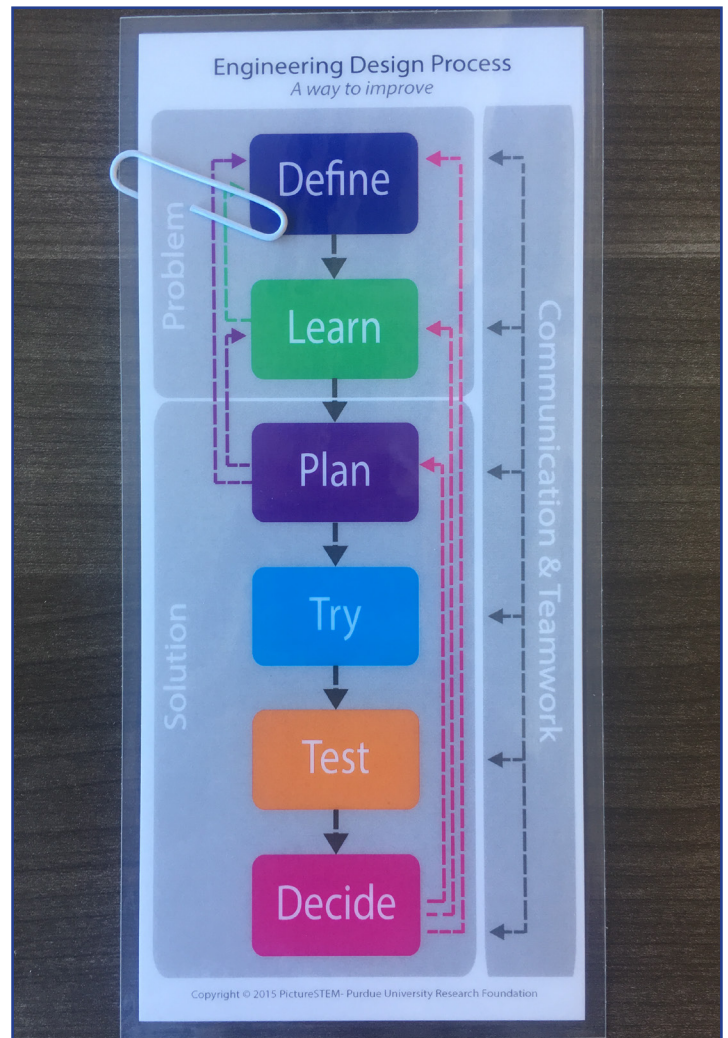 Engineering Design Process
A way to improve
Problem
Define
Learn
Solution
Plan
Try
Test
Decide
Communication & Teamwork
Copyright © 2015 PictureSTEM- Purdue University Research Foundation